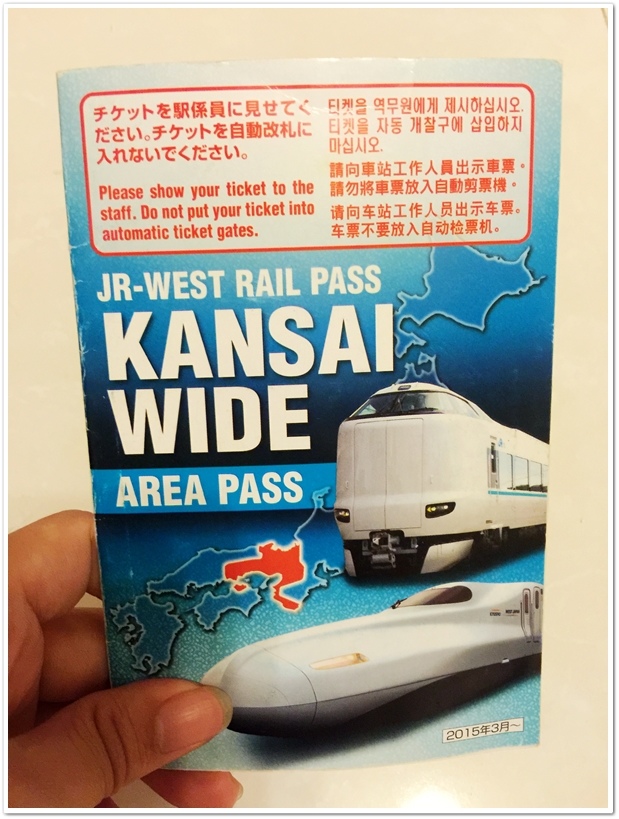 チケットを駅係員に見せてく
ださい。チケットを自動改札に
入れないでください。
Please show your ticket to the
staff. Do not put your ticket into
automatic ticket gates.
티켓을 역무원에게 제시하십시오.
티켓을 자동 개찰구에 삽입하지
마십시오.
請向車站工作人員出示車票。
請勿將車票放入自動剪票機。
请向车站工作人员出示车票。
车票不要放入自动检票机。
JR-WEST RAIL PASS
KANSAI
WIDE
AREA PASS
2015年3月~